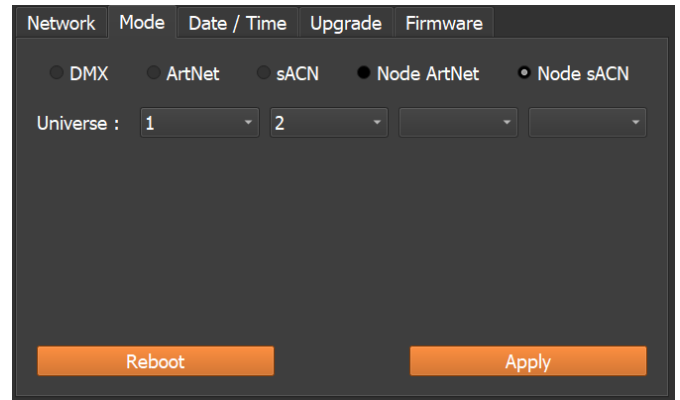 Network Mode Date / Time Upgrade Firmware
DMX ArtNet sACN Node ArtNet Node sACN
Universe : 1 2
Reboot Apply